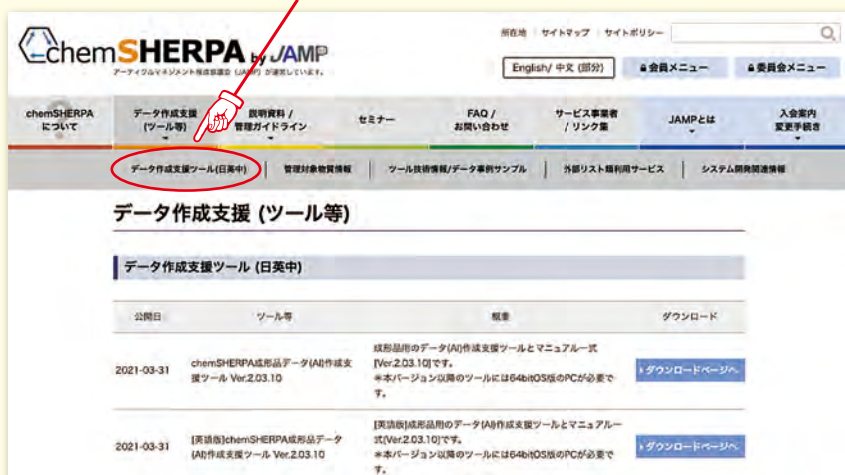 所在地 サイトマップ サイトポリシー
chemSHERPA by JAMP
アーティクルマネジメント推進協議会 (JAMP) が運営しています。
English/ 中文 (部分) 会員メニュー 委員会メニュー
chemSHERPA
について
データ作成支援
(ツール等)
説明資料 /
管理ガイドライン
セミナー
FAQ /
お問い合わせ
サービス事業者
/ リンク集
JAMPとは
入会案内
変更手続き
データ作成支援ツール(日英中) 管理対象物質情報 ツール技術情報/データ事例サンプル 外部リスト類利用サービス システム開発関連情報
データ作成支援 (ツール等)
データ作成支援ツール (日英中)
公開日 ツール等 概要 ダウンロード
2021-03-31
chemSHERPA成形品データ(AI)作成支
援ツール Ver.2.03.10
成形品用のデータ(AI)作成支援ツールとマニュアル一式
[Ver.2.03.10]です。
*本バージョン以降のツールには64bitOS版のPCが必要で
す。
ダウンロードページへ
2021-03-31
[英語版]chemSHERPA成形品データ
(AI)作成支援ツール Ver.2.03.10
[英語版]成形品用のデータ(AI)作成支援ツールとマニュアル一
式(Ver.2.03.10)です。
*本バージョン以降のツールには64bitOS版のPCが必要で
す。
ダウンロードページへ